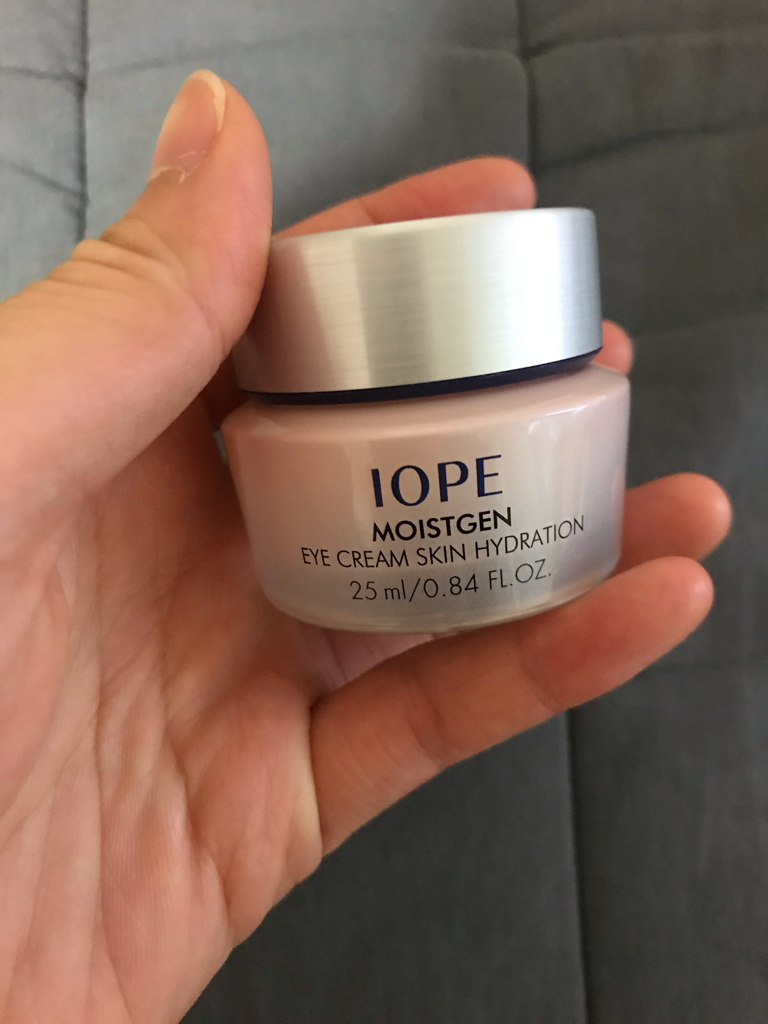 IOPE
MOISTGEN
EYE CREAM SKIN HYDRATION
25 ml/0.84 FL.OZ.